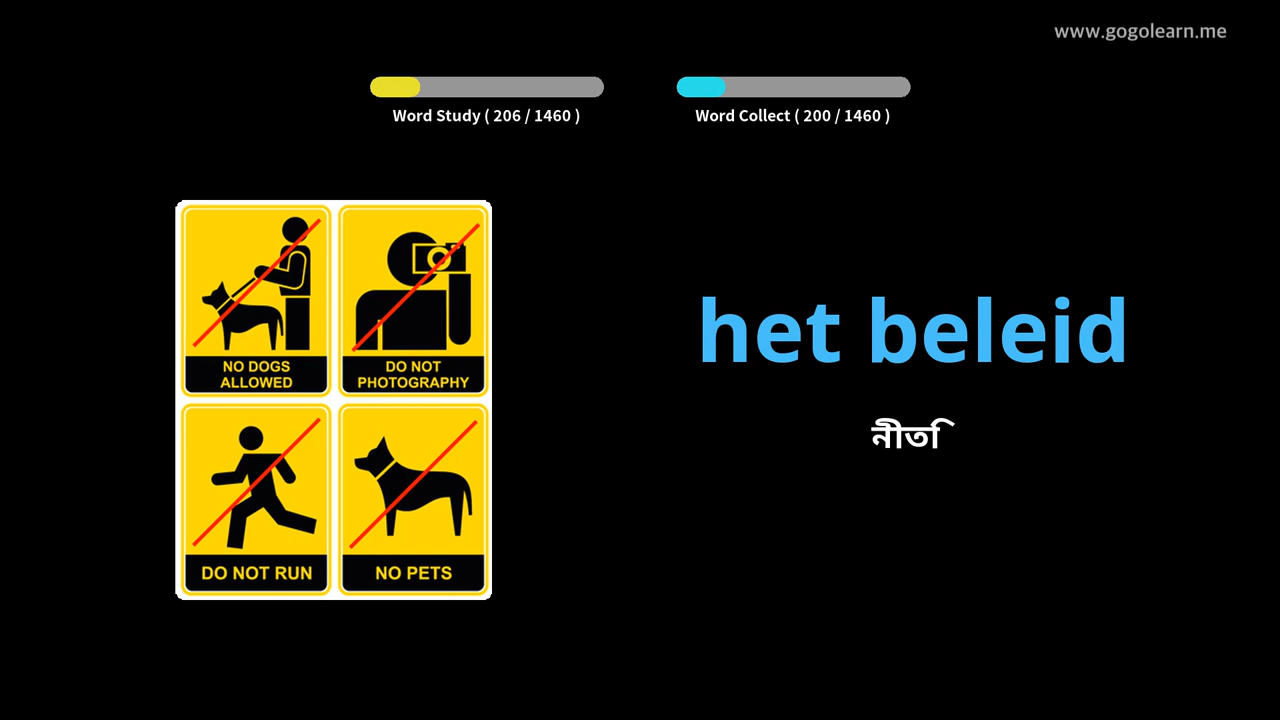 www.gogolearn.me
Word Study ( 206 / 1460 )
Word Collect ( 200 / 1460 )
NO DOGS
ALLOWED
DO NOT
PHOTOGRAPHY
DO NOT RUN
NO PETS
het beleid
নীতি